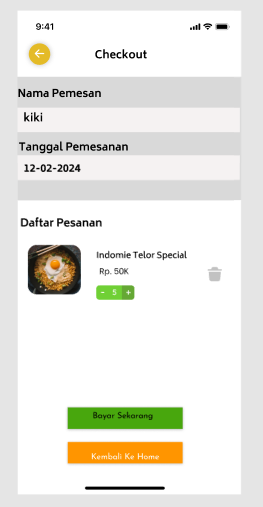 9:41
Checkout
Nama Pemesan
kiki
Tanggal Pemesanan
12-02-2024
Daftar Pesanan
Indomie Telor Special
Rp. 50K
- 5 +
Bayar Sekarang
Kembali Ke Home